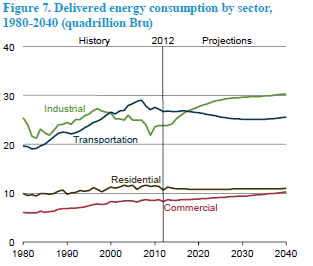 Figure 7. Delivered energy consumption by sector,
1980-2040 (quadrillion Btu)
History 2012 Projections
40
30
Industrial
Transportation
20
Residential
10
Commercial
0
1980 1990 2000 2010 2020 2030 2040